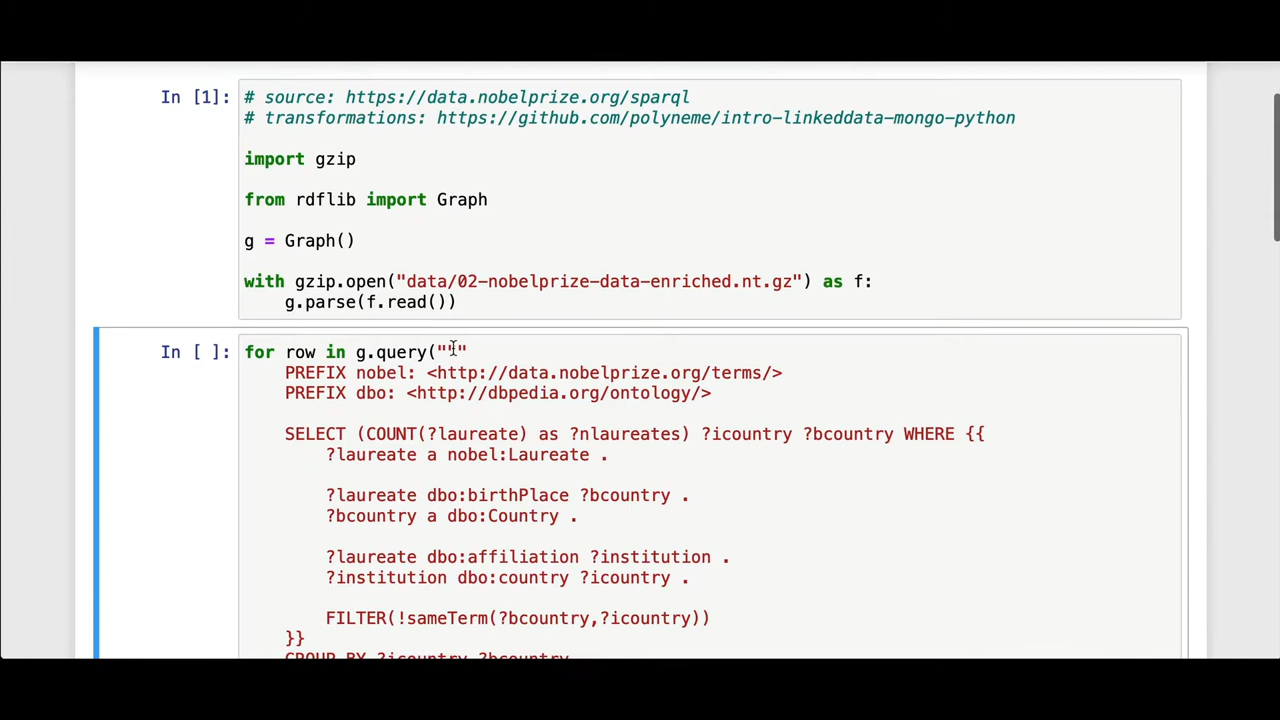 In [1]:
# source: https://data.nobelprize.org/sparql
# transformations: https://github.com/polyneme/intro-linkeddata-mongo-python
import gzip
from rdflib import Graph
g = Graph()
with gzip.open("data/02-nobelprize-data-enriched.nt.gz") as f:
    g.parse(f.read())
In [ ]:
for row in g.query("""
    PREFIX nobel: <http://data.nobelprize.org/terms/>
    PREFIX dbo: <http://dbpedia.org/ontology/>
    SELECT (COUNT(?laureate) as ?nlaureates) ?icountry ?bcountry WHERE {{
        ?laureate a nobel:Laureate .
        ?laureate dbo:birthPlace ?bcountry .
        ?bcountry a dbo:Country .
        ?laureate dbo:affiliation ?institution .
        ?institution dbo:country ?icountry .
        FILTER(!sameTerm(?bcountry,?icountry))
    }}
    GROUP BY ?icountry ?bcountry